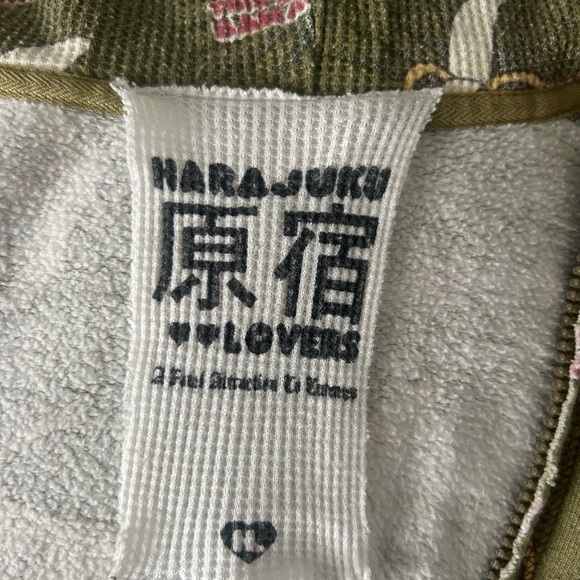 HARAJUKU
原宿
LOVERS
A Fatal Attraction To Cuteness